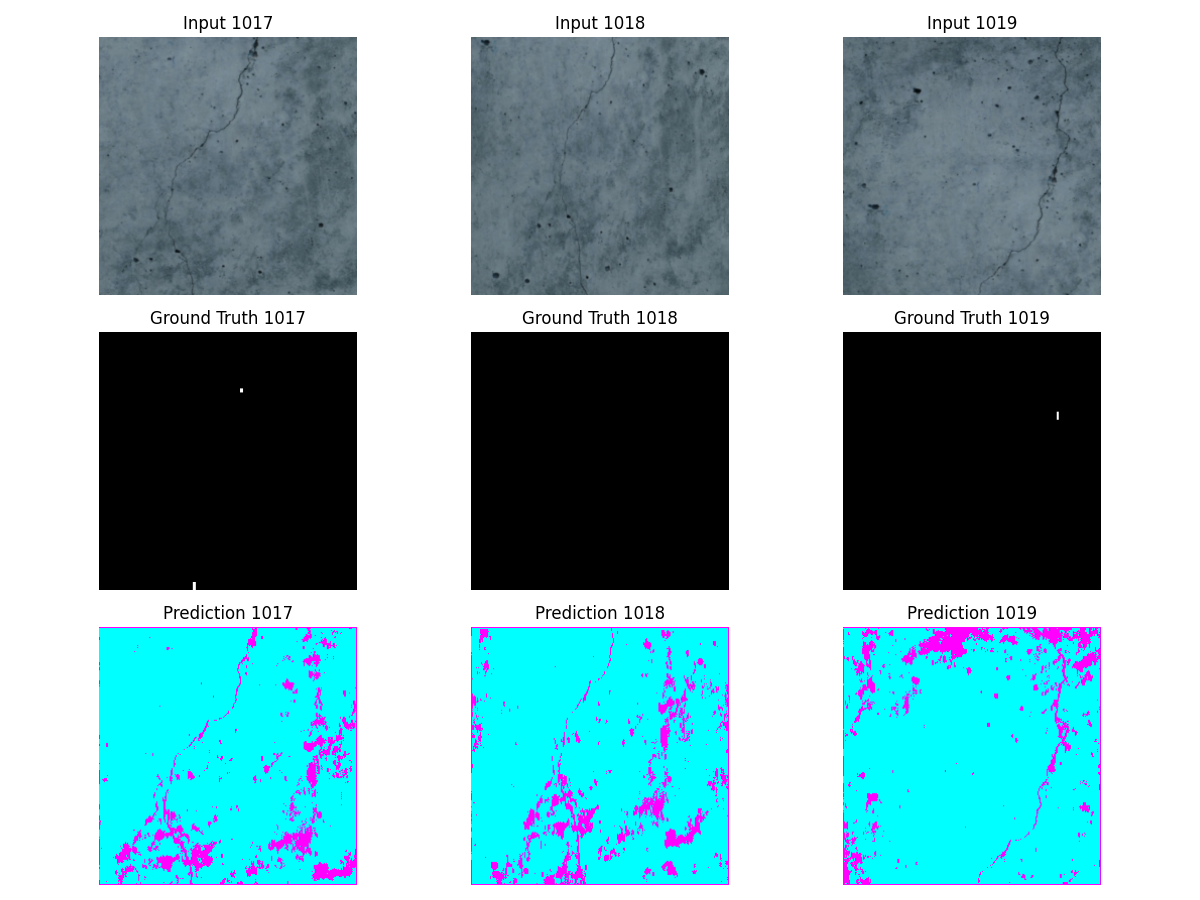 Input 1017
Input 1018
Input 1019
Ground Truth 1017
Ground Truth 1018
Ground Truth 1019
Prediction 1017
Prediction 1018
Prediction 1019